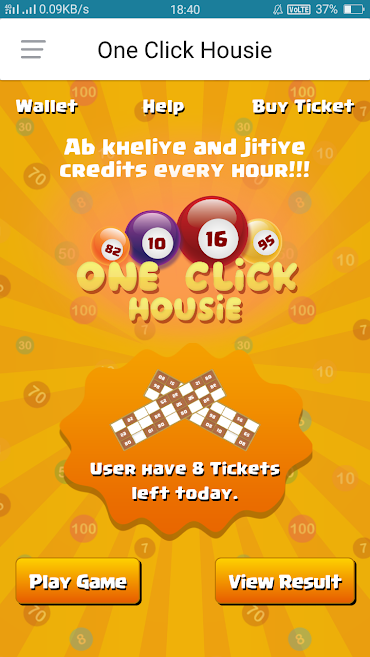 0.09KB/s 18:40 VoLTE 37%
One Click Housie
Wallet Help Buy Ticket
Ab kheliye and jitiye
credits every hour!!!
82 10 16 95
One Click
Housie
User have 8 Tickets
left today.
Play Game View Result